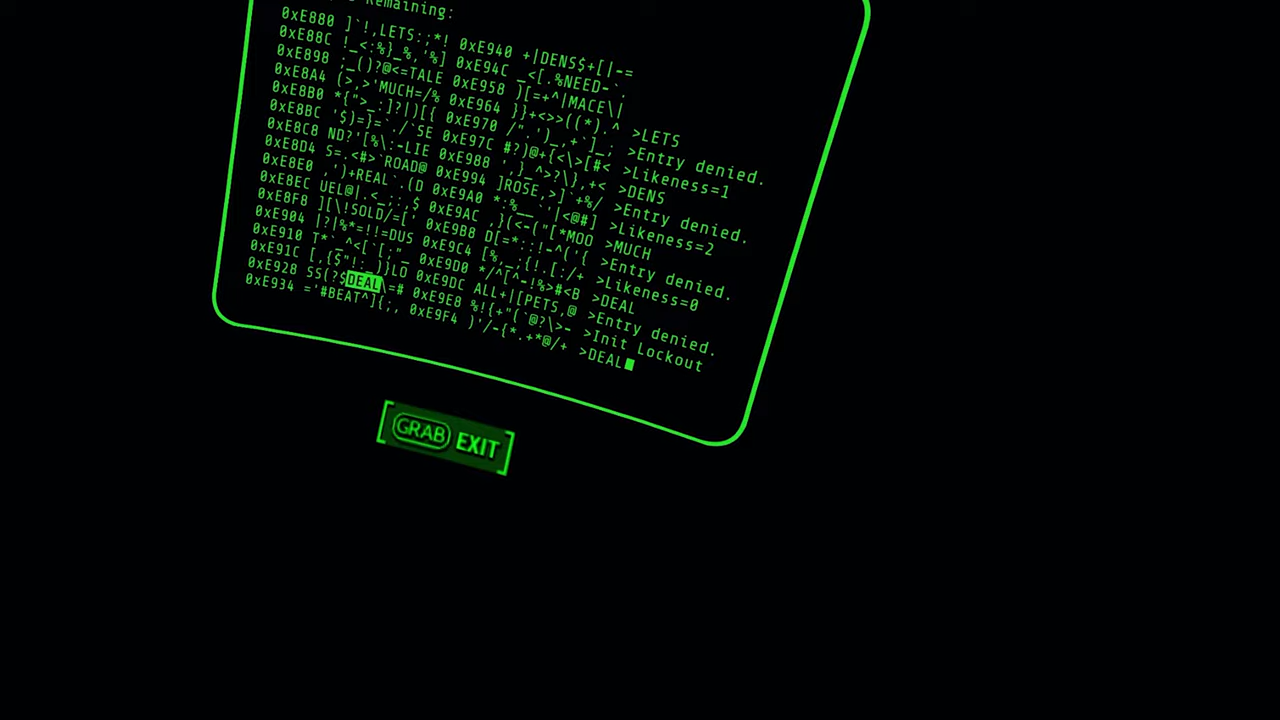 Remaining:
0xE880 ]`!,LETS:;*! 0xE940 +|DENS$+[|-=
0xE88C !_<:%}_%,'%] 0xE94C _<[.%NEED-`.
0xE898 ;_()?@<=TALE 0xE958 )[=+^|MACE\|
0xE8A4 (>,>'MUCH=/% 0xE964 }}+<>>((*).^ >LETS
0xE8B0 *{">_:]?|)[{ 0xE970 /".')_,+`]_; >Entry denied.
0xE8BC '$)=}=`./`SE 0xE97C #?)@+{<\>[#< >Likeness=1
0xE8C8 ND?'[%\:-LIE 0xE988 ',}_^>?\},+< >DENS
0xE8D4 S=.<#>`ROAD@ 0xE994 ]ROSE,>]`+%/ >Entry denied.
0xE8E0 ,')+REAL`.(D 0xE9A0 *:%__`'|<@#] >Likeness=2
0xE8EC UEL@|.<_;:,$ 0xE9AC ,}(<-("[*MOO >MUCH
0xE8F8 ][\!SOLD/=[' 0xE9B8 D[=*:;!-^('{ >Entry denied.
0xE904 |?|%*=!!=DUS 0xE9C4 [%,_;{!.[:/+ >Likeness=0
0xE910 T*`_^<[`[;"_ 0xE9D0 */^[^-!%>#<B >DEAL
0xE91C [,{$"!:_)}LO 0xE9DC ALL+|[PETS,@ >Entry denied.
0xE928 SS(?$DEAL\=# 0xE9E8 %!{+"(`@?\>- >Init Lockout
0xE934 ='#BEAT^]{;, 0xE9F4 )'/-{*.+*@/+ >DEAL
GRAB EXIT